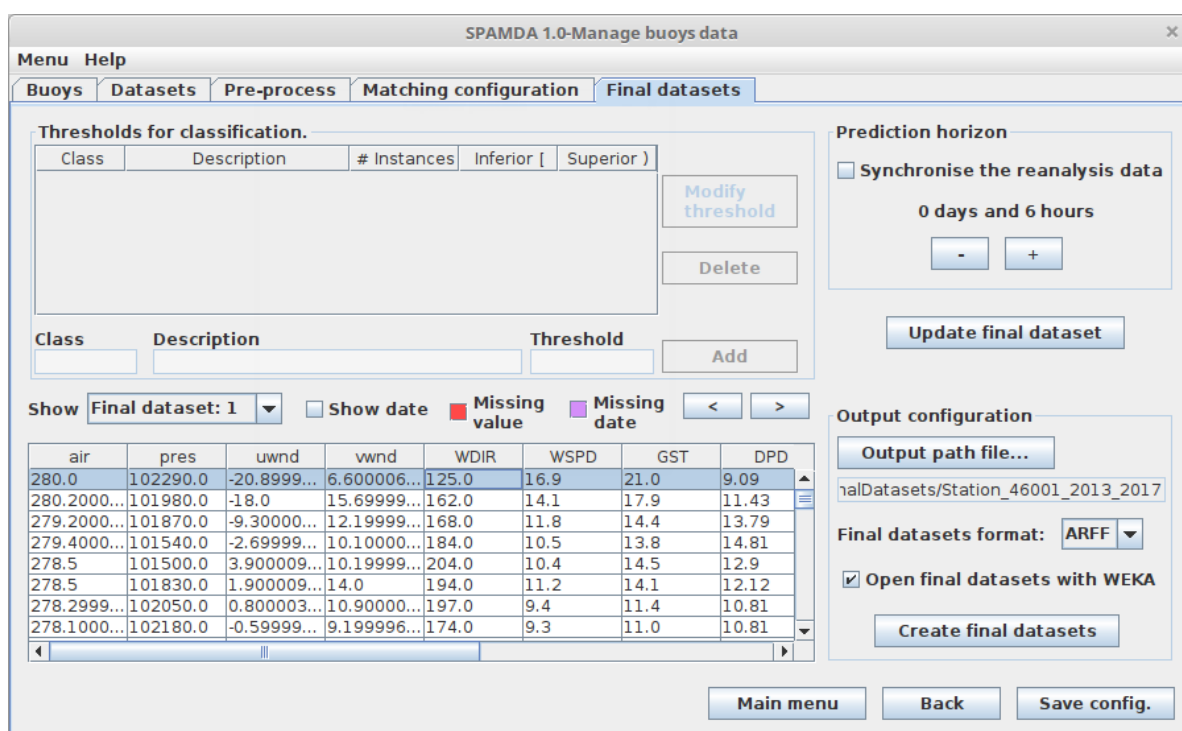 SPAMDA 1.0-Manage buoys data ×
Menu Help
Buoys Datasets Pre-process Matching configuration Final datasets
Thresholds for classification.
Class Description # Instances Inferior [ Superior )
Modify
threshold
Delete
Class Description Threshold
Add
Prediction horizon
Synchronise the reanalysis data
0 days and 6 hours
- +
Update final dataset
Show Final dataset: 1 Show date Missing value Missing date < >
air pres uwnd vwnd WDIR WSPD GST DPD
280.0 102290.0 -20.8999... 6.600006... 125.0 16.9 21.0 9.09
280.2000... 101980.0 -18.0 15.69999... 162.0 14.1 17.9 11.43
279.2000... 101870.0 -9.30000... 12.19999... 168.0 11.8 14.4 13.79
279.4000... 101540.0 -2.69999... 10.10000... 184.0 10.5 13.8 14.81
278.5 101500.0 3.900009... 10.19999... 204.0 10.4 14.5 12.9
278.5 101830.0 1.900009... 14.0 194.0 11.2 14.1 12.12
278.2999... 102050.0 0.800003... 10.90000... 197.0 9.4 11.4 10.81
278.1000... 102180.0 -0.59999... 9.199996... 174.0 9.3 11.0 10.81
Output configuration
Output path file...
nalDatasets/Station_46001_2013_2017
Final datasets format: ARFF
Open final datasets with WEKA
Create final datasets
Main menu Back Save config.